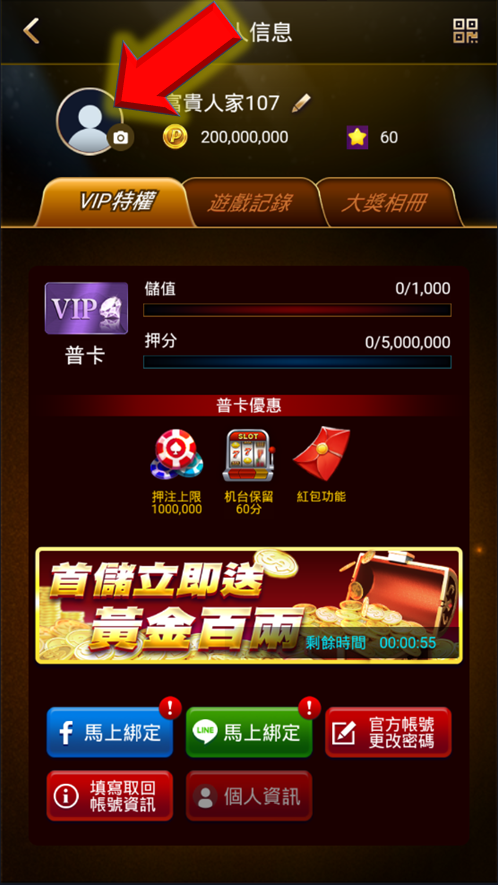 人信息
富貴人家107
P
200,000,000
60
VIP特權
遊戲記錄
大獎相冊
VIP
普卡
儲值
0/1,000
押分
0/5,000,000
普卡優惠
SLOT
777
押注上限
1000,000
机台保留
60分
紅包功能
首儲立即送
黃金百兩
剩餘時間 00:00:55
f 馬上綁定
!
LINE 馬上綁定
!
官方帳號
更改密碼
填寫取回
帳號資訊
個人資訊